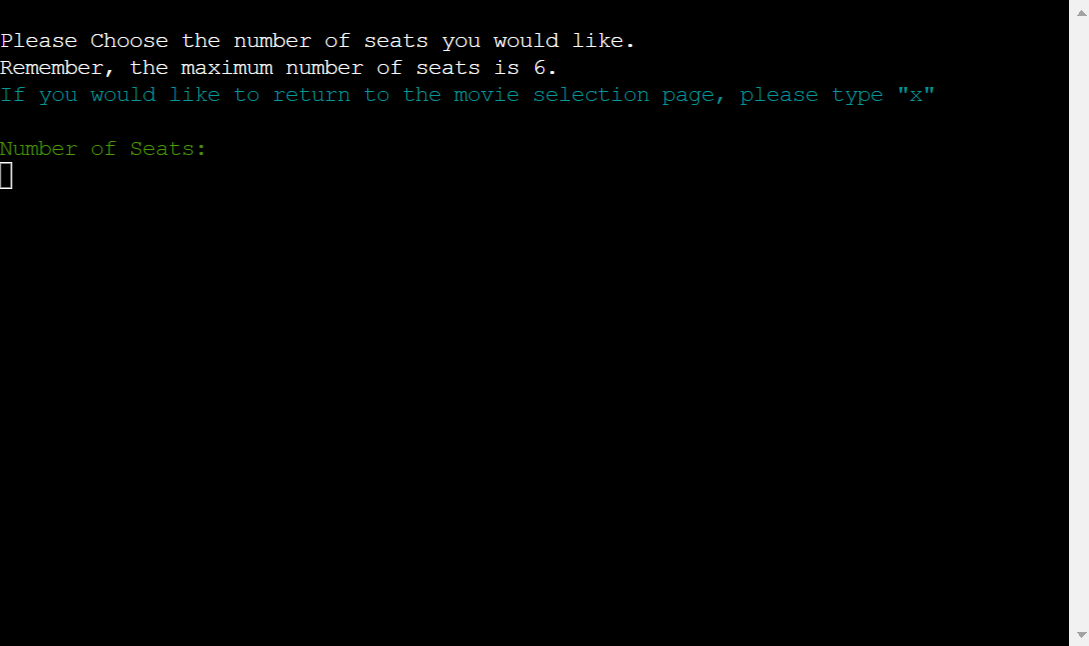 Please Choose the number of seats you would like.
Remember, the maximum number of seats is 6.
If you would like to return to the movie selection page, please type "x"
Number of Seats: